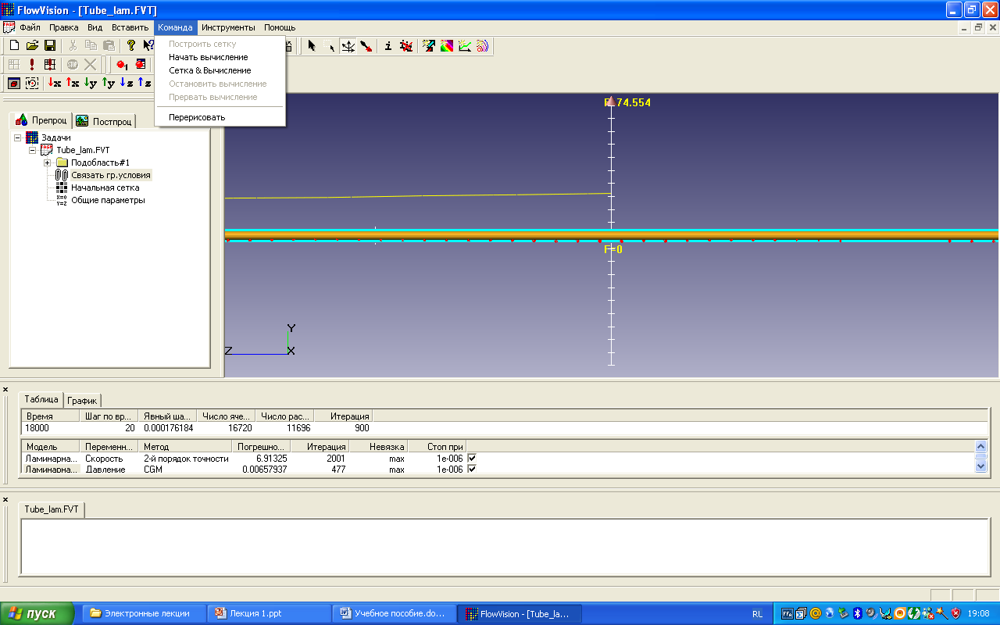 FlowVision - [Tube_lam.FVT]
Файл Правка Вид Вставить Команда Инструменты Помощь
Построить сетку
Начать вычисление
Сетка & Вычисление
Остановить вычисление
Прервать вычисление
Перерисовать
Препроц Постпроц
Задачи
Tube_lam.FVT
Подобласть#1
Связать гр.условия
Начальная сетка
Общие параметры
74.554
F=0
Y
Z X
Таблица График
Время Шаг по вр... Явный ша... Число яче... Число рас... Итерация
18000 20 0.000176184 16720 11696 900
Модель Переменн... Метод Погрешно... Итерация Невязка Стоп при
Ламинарна... Скорость 2-й порядок точности 6.91325 2001 max 1e-006
Ламинарна... Давление CGM 0.00657937 477 max 1e-006
Tube_lam.FVT
пуск Электронные лекции Лекция 1.ppt Учебное пособие.do... FlowVision - [Tube_la... RL 19:08